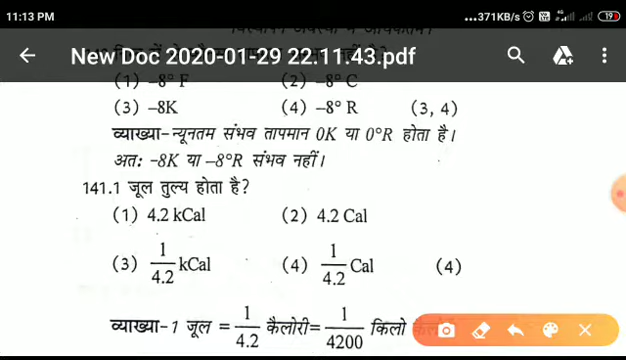 11:13 PM
...371KB/s 19
New Doc 2020-01-29 22:11.43.pdf
(1) –8° F (2) –8° C
(3) –8K (4) –8° R (3, 4)
व्याख्या–न्यूनतम संभव तापमान 0K या 0°R होता है।
अतः –8K या –8°R संभव नहीं।
141.1 जूल तुल्य होता है?
(1) 4.2 kCal (2) 4.2 Cal
(3) 1/4.2 kCal (4) 1/4.2 Cal (4)
व्याख्या–1 जूल = 1/4.2 कैलोरी= 1/4200 किलो